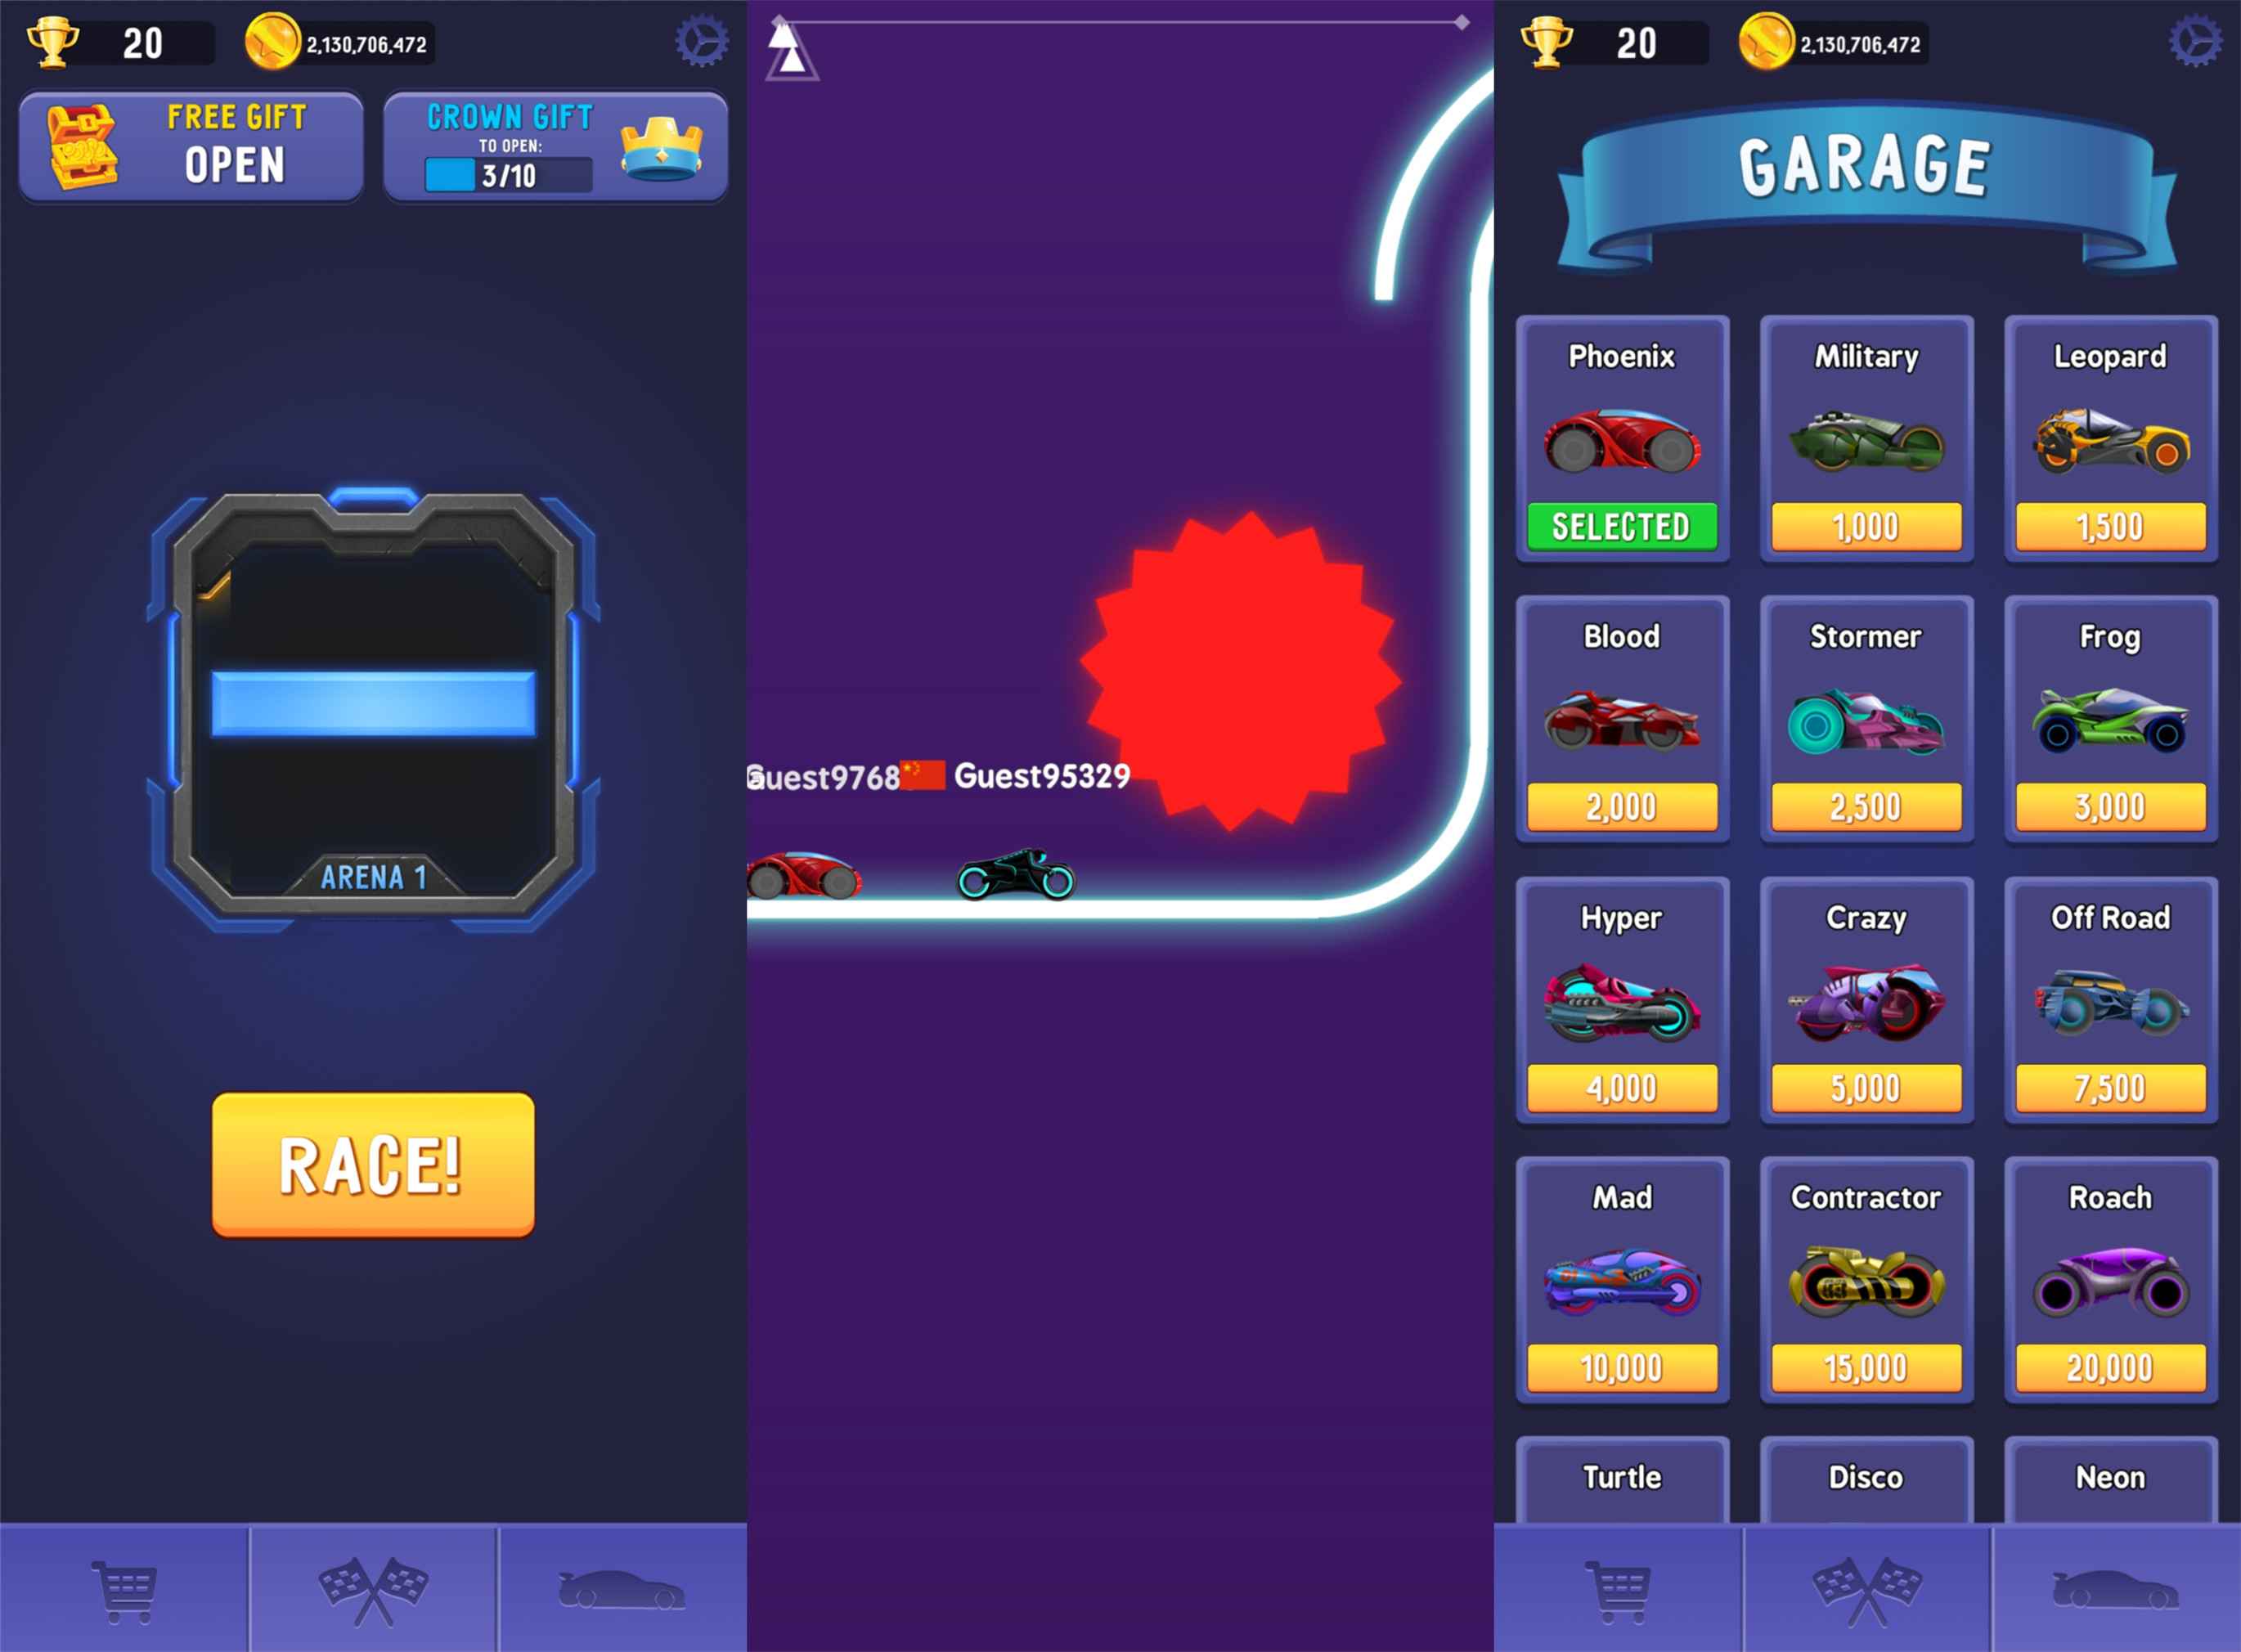 20
2,130,706,472
FREE GIFT
OPEN
CROWN GIFT
TO OPEN:
3/10
ARENA 1
RACE!
Guest9768
Guest95329
20
2,130,706,472
GARAGE
Phoenix
Military
Leopard
SELECTED
1,000
1,500
Blood
Stormer
Frog
2,000
2,500
3,000
Hyper
Crazy
Off Road
4,000
5,000
7,500
Mad
Contractor
Roach
10,000
15,000
20,000
Turtle
Disco
Neon